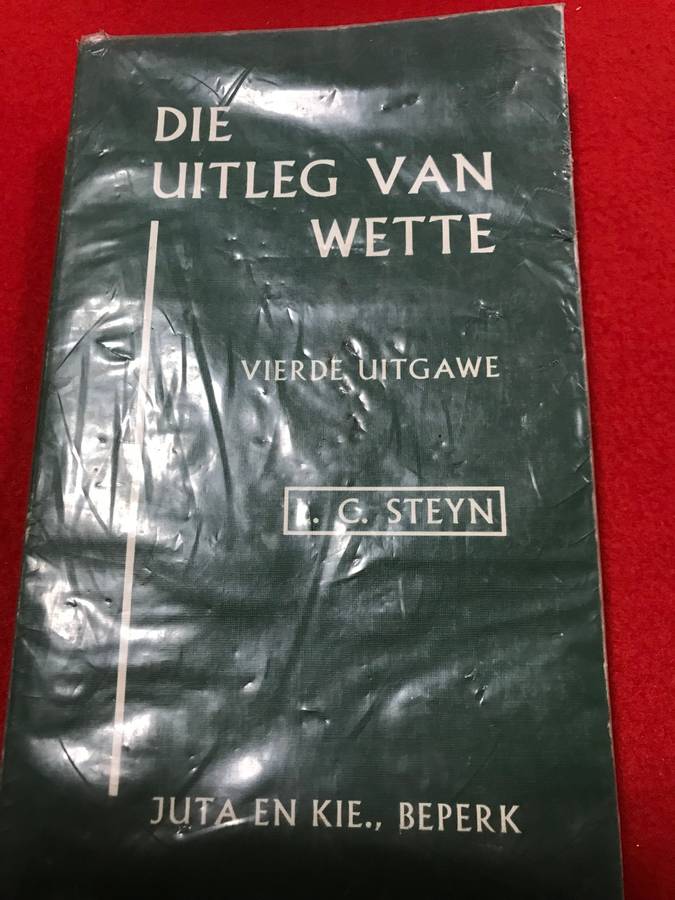 DIE
UITLEG VAN
WETTE
VIERDE UITGAWE
L. C. STEYN
JUTA EN KIE., BEPERK